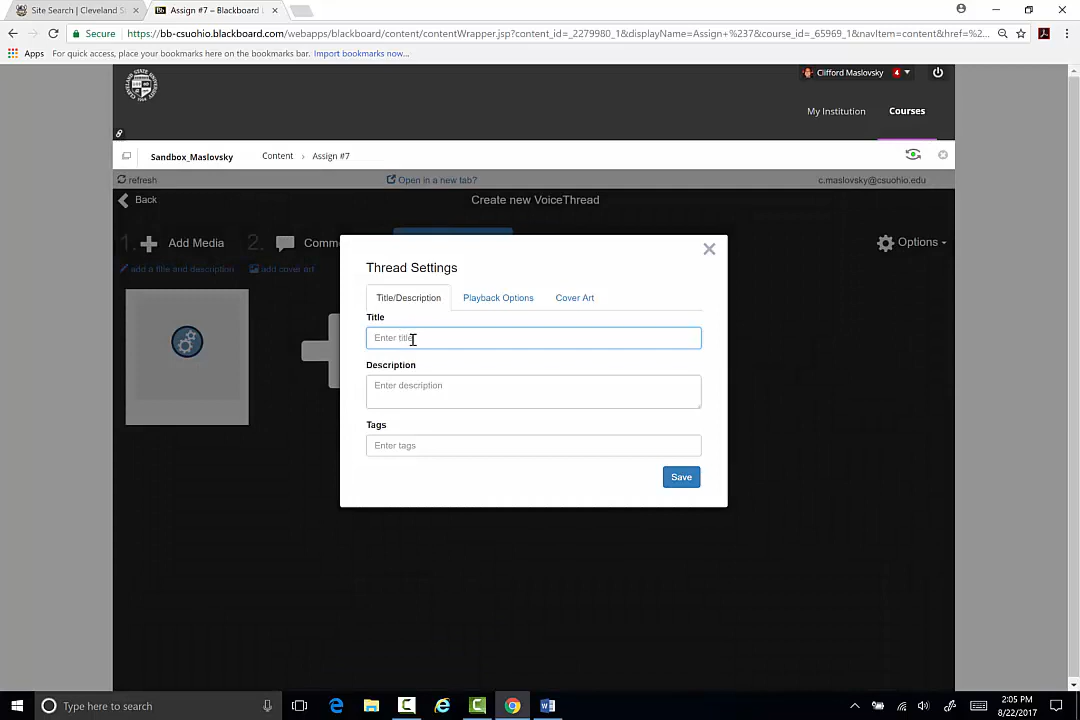 Site Search | Cleveland S
Assign #7 – Blackboard L
Secure
https://bb-csuohio.blackboard.com/webapps/blackboard/content/contentWrapper.jsp?content_id=_2279980_1&displayName=Assign+%237&course_id=_65969_1&navItem=content&href=%2...
Apps
For quick access, place your bookmarks here on the bookmarks bar.
Import bookmarks now...
Clifford Maslovsky
4
My Institution
Courses
Sandbox_Maslovsky
Content
Assign #7
refresh
Open in a new tab?
c.maslovsky@csuohio.edu
Back
Create new VoiceThread
1.
Add Media
2.
Comm
Options
add a title and description
add cover art
Thread Settings
Title/Description
Playback Options
Cover Art
Title
Enter title
Description
Enter description
Tags
Enter tags
Save
Type here to search
2:05 PM
8/22/2017